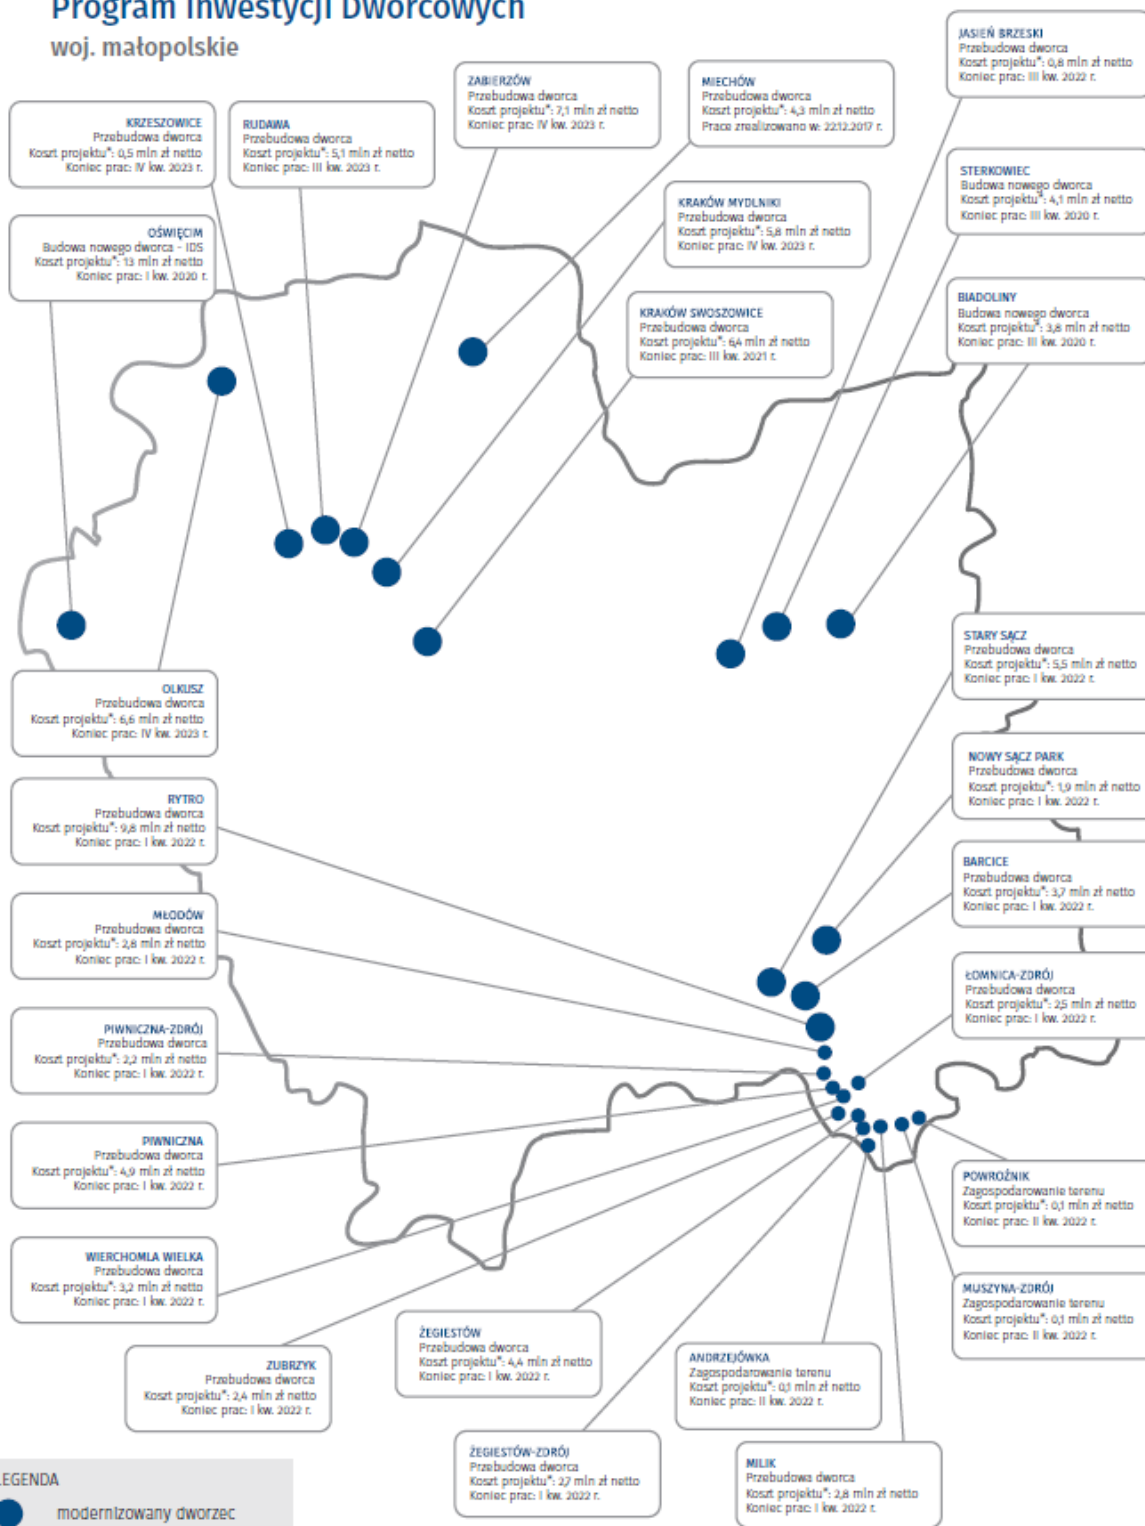 Program Inwestycji Dworcowych
woj. małopolskie
JASIEŃ BRZESKI
Przebudowa dworca
Koszt projektu*: 0,8 mln zł netto
Koniec prac: III kw. 2022 r.
ZABIERZÓW
Przebudowa dworca
Koszt projektu*: 7,1 mln zł netto
Koniec prac: IV kw. 2023 r.
MIECHÓW
Przebudowa dworca
Koszt projektu*: 4,3 mln zł netto
Prace zrealizowano w: 22.12.2017 r.
KRZESZOWICE
Przebudowa dworca
Koszt projektu*: 0,5 mln zł netto
Koniec prac: IV kw. 2023 r.
RUDAWA
Przebudowa dworca
Koszt projektu*: 5,1 mln zł netto
Koniec prac: III kw. 2023 r.
STERKOWIEC
Budowa nowego dworca
Koszt projektu*: 4,1 mln zł netto
Koniec prac: III kw. 2020 r.
KRAKÓW MYDLNIKI
Przebudowa dworca
Koszt projektu*: 5,8 mln zł netto
Koniec prac: IV kw. 2023 r.
OŚWIĘCIM
Budowa nowego dworca - IDS
Koszt projektu*: 13 mln zł netto
Koniec prac: I kw. 2020 r.
BIADOLINY
Budowa nowego dworca
Koszt projektu*: 3,8 mln zł netto
Koniec prac: III kw. 2020 r.
KRAKÓW SWOSZOWICE
Przebudowa dworca
Koszt projektu*: 6,4 mln zł netto
Koniec prac: III kw. 2021 r.
STARY SĄCZ
Przebudowa dworca
Koszt projektu*: 5,5 mln zł netto
Koniec prac: I kw. 2022 r.
OLKUSZ
Przebudowa dworca
Koszt projektu*: 6,6 mln zł netto
Koniec prac: IV kw. 2023 r.
NOWY SĄCZ PARK
Przebudowa dworca
Koszt projektu*: 1,9 mln zł netto
Koniec prac: I kw. 2022 r.
RYTRO
Przebudowa dworca
Koszt projektu*: 9,8 mln zł netto
Koniec prac: I kw. 2022 r.
BARCICE
Przebudowa dworca
Koszt projektu*: 3,7 mln zł netto
Koniec prac: I kw. 2022 r.
MŁODÓW
Przebudowa dworca
Koszt projektu*: 2,8 mln zł netto
Koniec prac: I kw. 2022 r.
ŁOMNICA-ZDRÓJ
Przebudowa dworca
Koszt projektu*: 2,5 mln zł netto
Koniec prac: I kw. 2022 r.
PIWNICZNA-ZDRÓJ
Przebudowa dworca
Koszt projektu*: 2,2 mln zł netto
Koniec prac: I kw. 2022 r.
PIWNICZNA
Przebudowa dworca
Koszt projektu*: 4,9 mln zł netto
Koniec prac: I kw. 2022 r.
POWROŹNIK
Zagospodarowanie terenu
Koszt projektu*: 0,1 mln zł netto
Koniec prac: II kw. 2022 r.
WIERCHOMLA WIELKA
Przebudowa dworca
Koszt projektu*: 3,2 mln zł netto
Koniec prac: I kw. 2022 r.
MUSZYNA-ZDRÓJ
Zagospodarowanie terenu
Koszt projektu*: 0,1 mln zł netto
Koniec prac: II kw. 2022 r.
ŻEGIESTÓW
Przebudowa dworca
Koszt projektu*: 4,4 mln zł netto
Koniec prac: I kw. 2022 r.
ANDRZEJÓWKA
Zagospodarowanie terenu
Koszt projektu*: 0,1 mln zł netto
Koniec prac: II kw. 2022 r.
ZUBRZYK
Przebudowa dworca
Koszt projektu*: 2,4 mln zł netto
Koniec prac: I kw. 2022 r.
ŻEGIESTÓW-ZDRÓJ
Przebudowa dworca
Koszt projektu*: 2,7 mln zł netto
Koniec prac: I kw. 2022 r.
MILIK
Przebudowa dworca
Koszt projektu*: 2,8 mln zł netto
Koniec prac: I kw. 2022 r.
LEGENDA
modernizowany dworzec